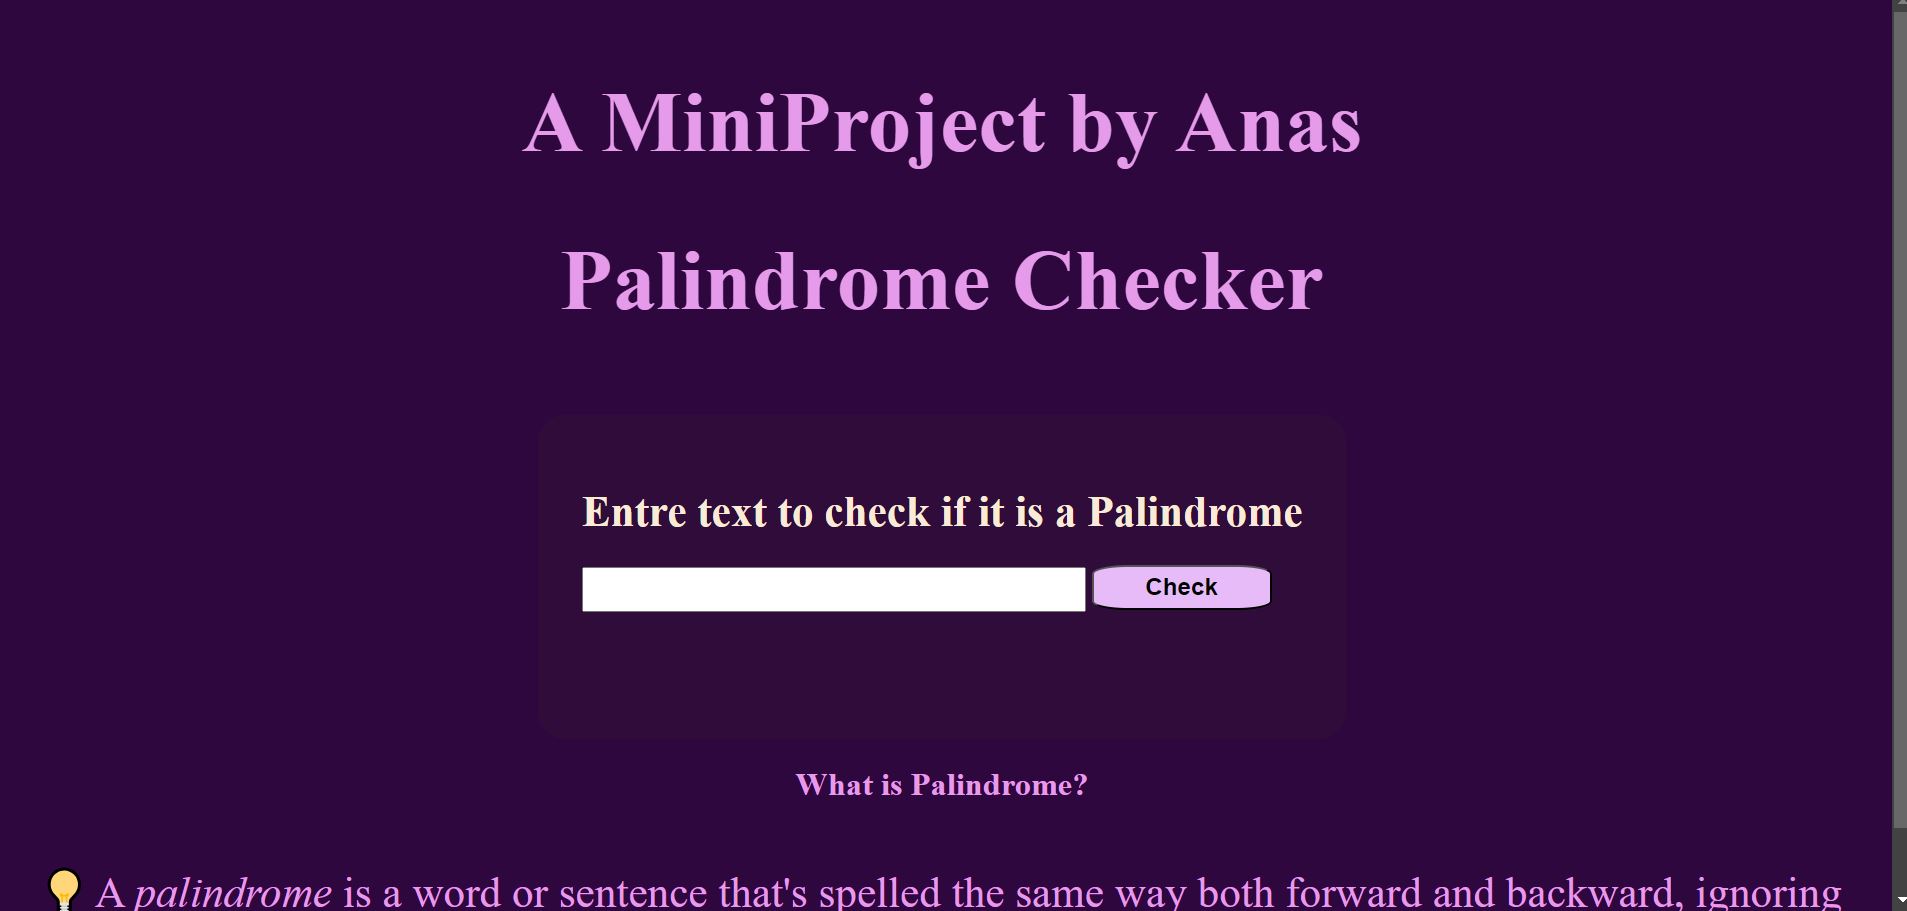 A MiniProject by Anas
Palindrome Checker
Entre text to check if it is a Palindrome
Check
What is Palindrome?
A palindrome is a word or sentence that's spelled the same way both forward and backward, ignoring